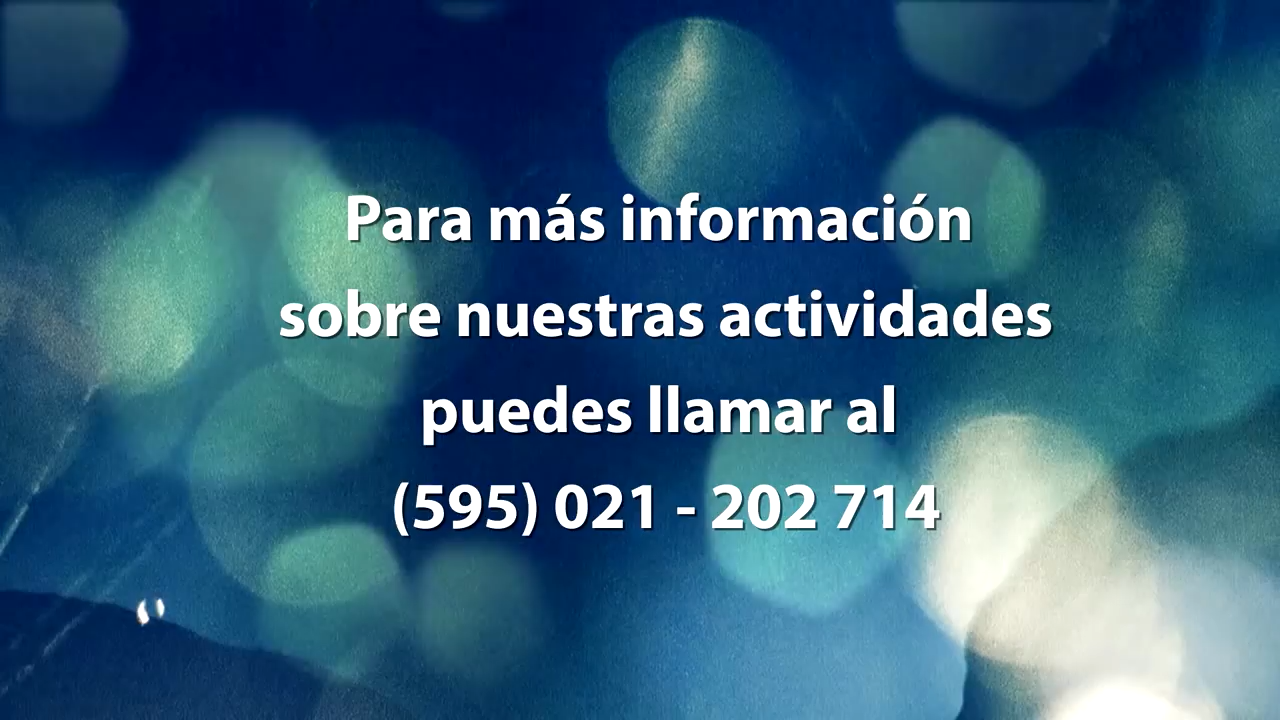 Para más información
sobre nuestras actividades
puedes llamar al
(595) 021 - 202 714